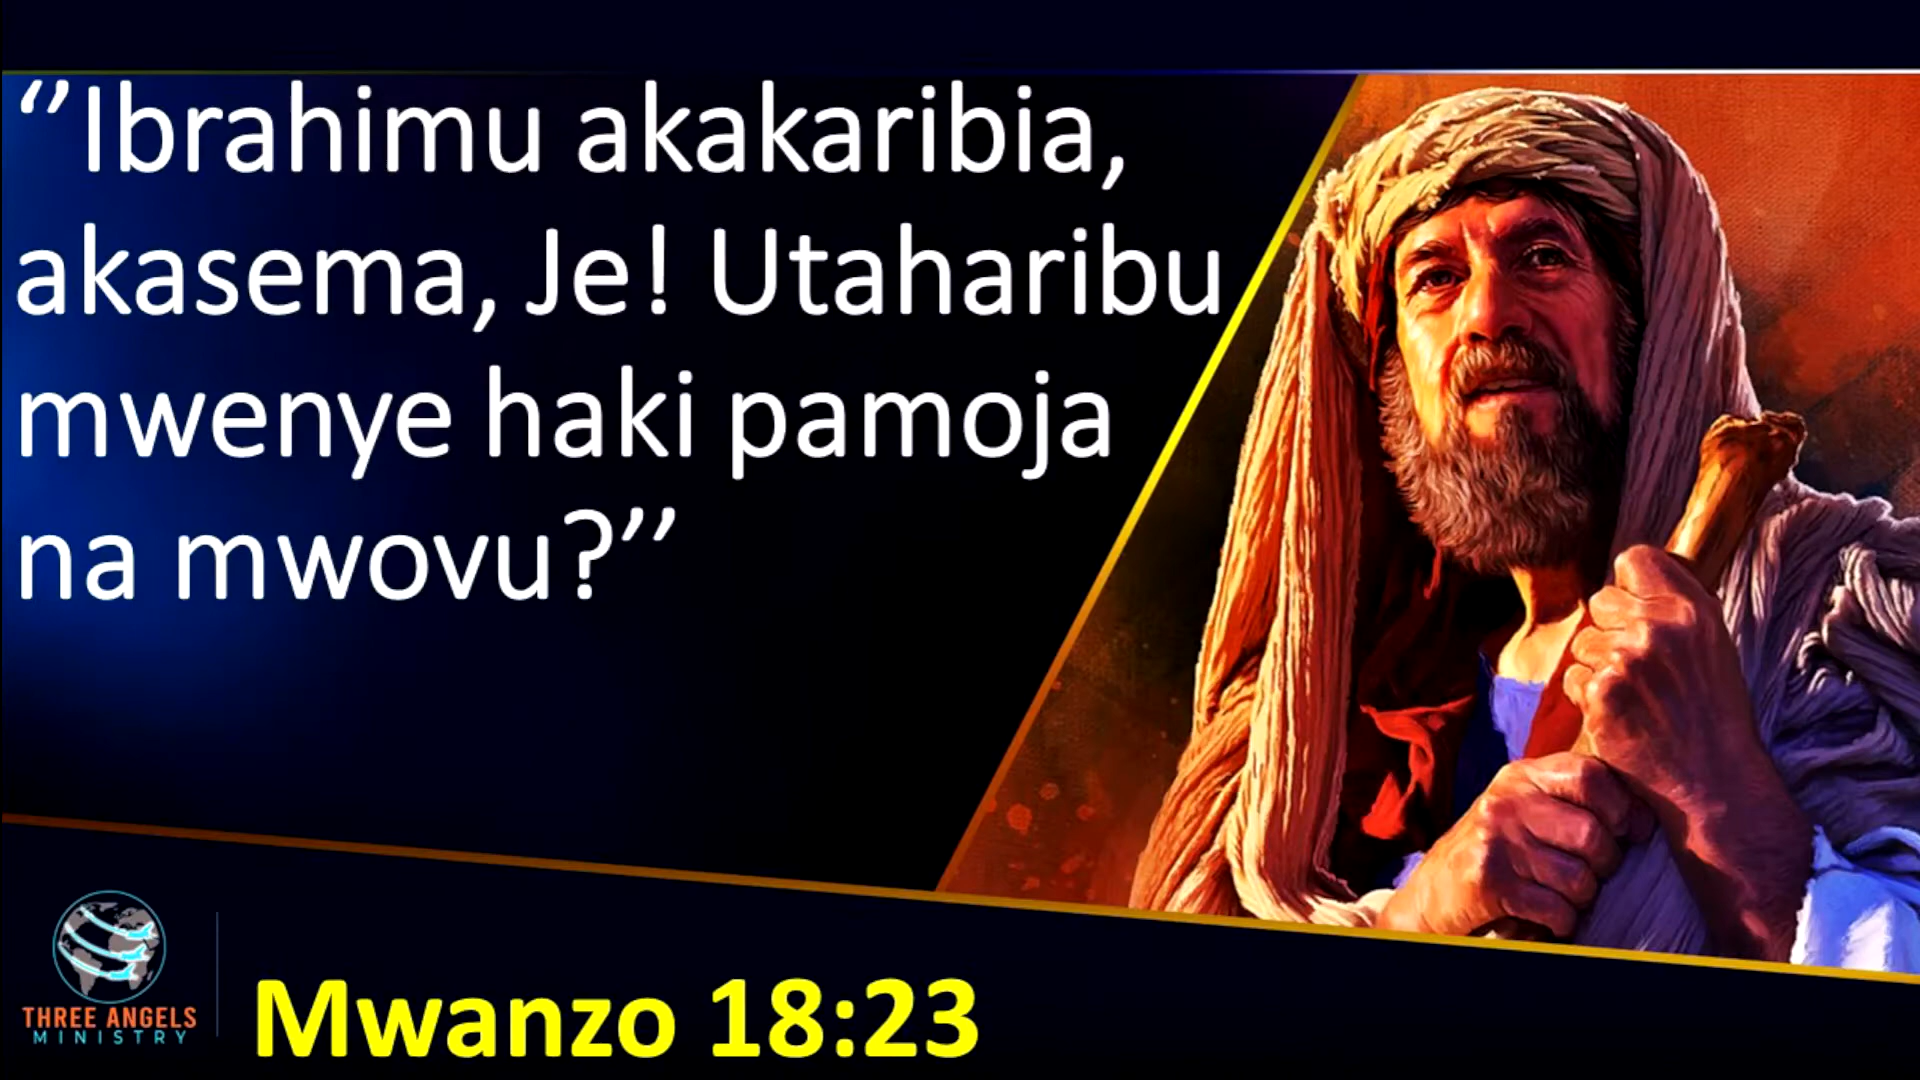 ‘’Ibrahimu akakaribia,
akasema, Je! Utaharibu
mwenye haki pamoja
na mwovu?’’
THREE ANGELS
MINISTRY
Mwanzo 18:23